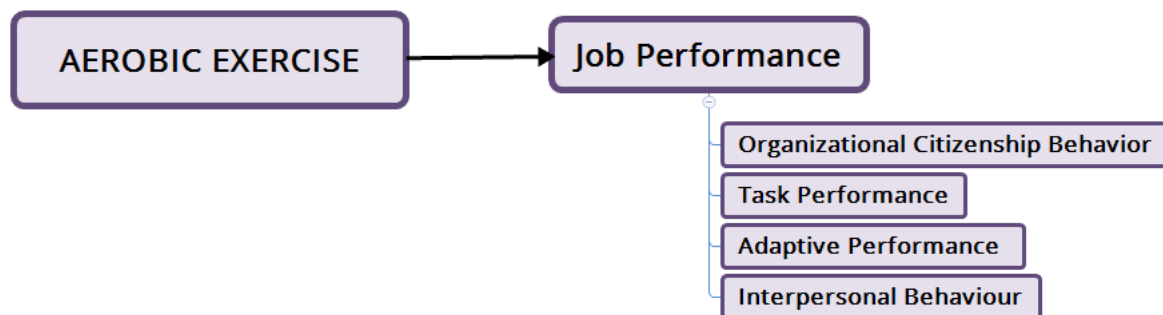 AEROBIC EXERCISE
Job Performance
Organizational Citizenship Behavior
Task Performance
Adaptive Performance
Interpersonal Behaviour